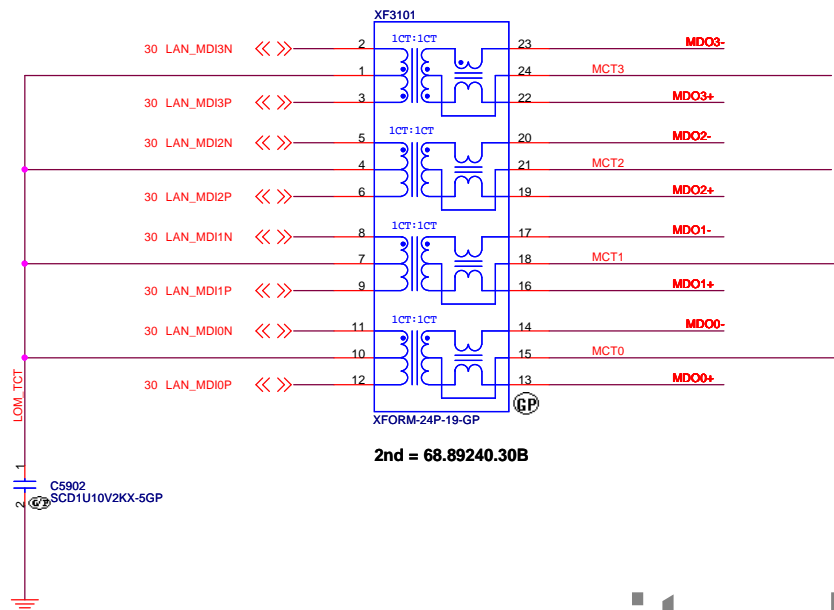 XF3101
30 LAN_MDI3N 2 1CT:1CT 23 MDO3-
1 24 MCT3
30 LAN_MDI3P 3 22 MDO3+
30 LAN_MDI2N 5 1CT:1CT 20 MDO2-
4 21 MCT2
30 LAN_MDI2P 6 19 MDO2+
30 LAN_MDI1N 8 17 MDO1-
1CT:1CT
7 18 MCT1
30 LAN_MDI1P 9 16 MDO1+
30 LAN_MDI0N 11 1CT:1CT 14 MDO0-
10 15 MCT0
30 LAN_MDI0P 12 13 MDO0+
LOM_TCT
GP
XFORM-24P-19-GP
2nd = 68.89240.30B
1
C5902
SCD1U10V2KX-5GP
2